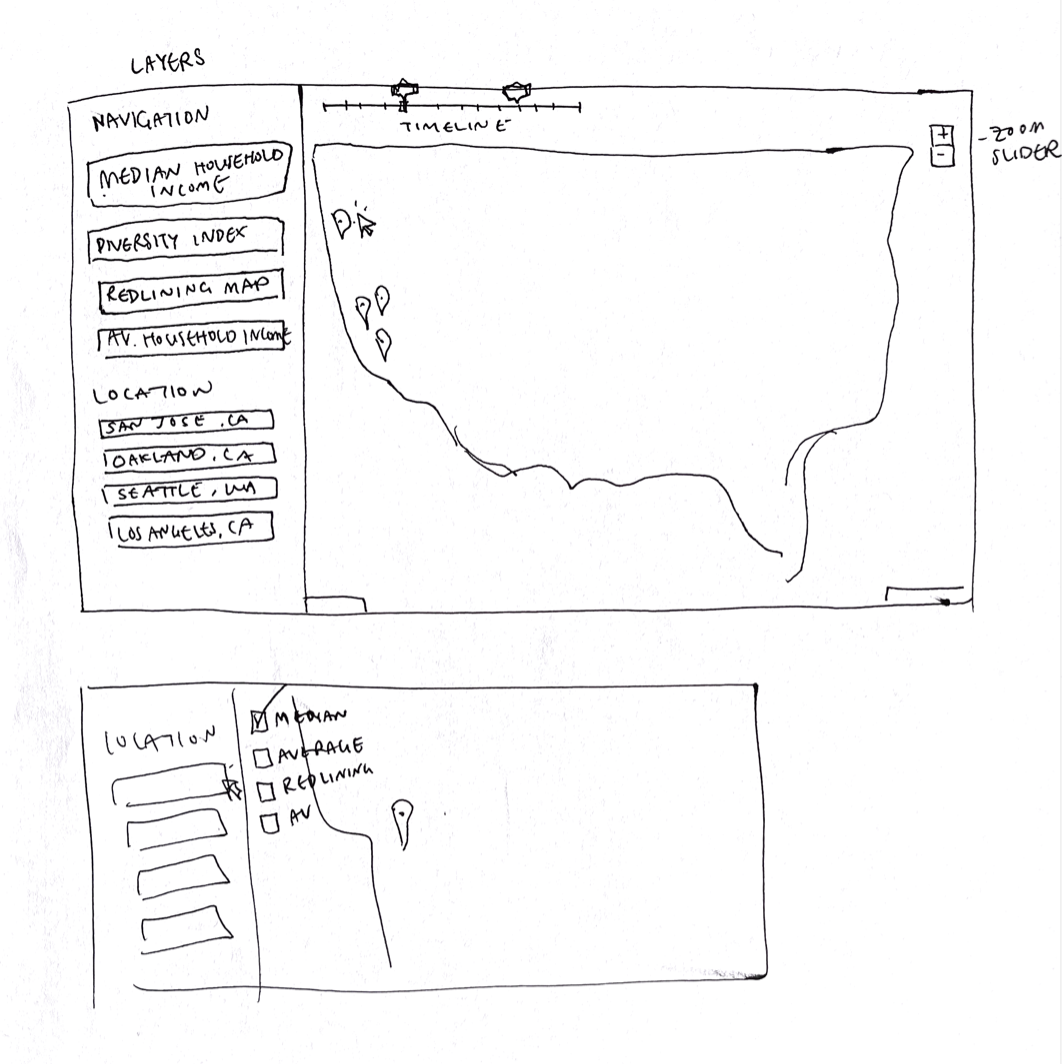 LAYERS
NAVIGATION
MEDIAN HOUSEHOLD
INCOME
DIVERSITY INDEX
REDLINING MAP
AV. HOUSEHOLD INCOME
LOCATION
SAN JOSE, CA
OAKLAND, CA
SEATTLE, WA
LOS ANGELES, CA
TIMELINE
+
-
- ZOOM
SLIDER
LOCATION
MEDIAN
AVERAGE
REDLINING
AV